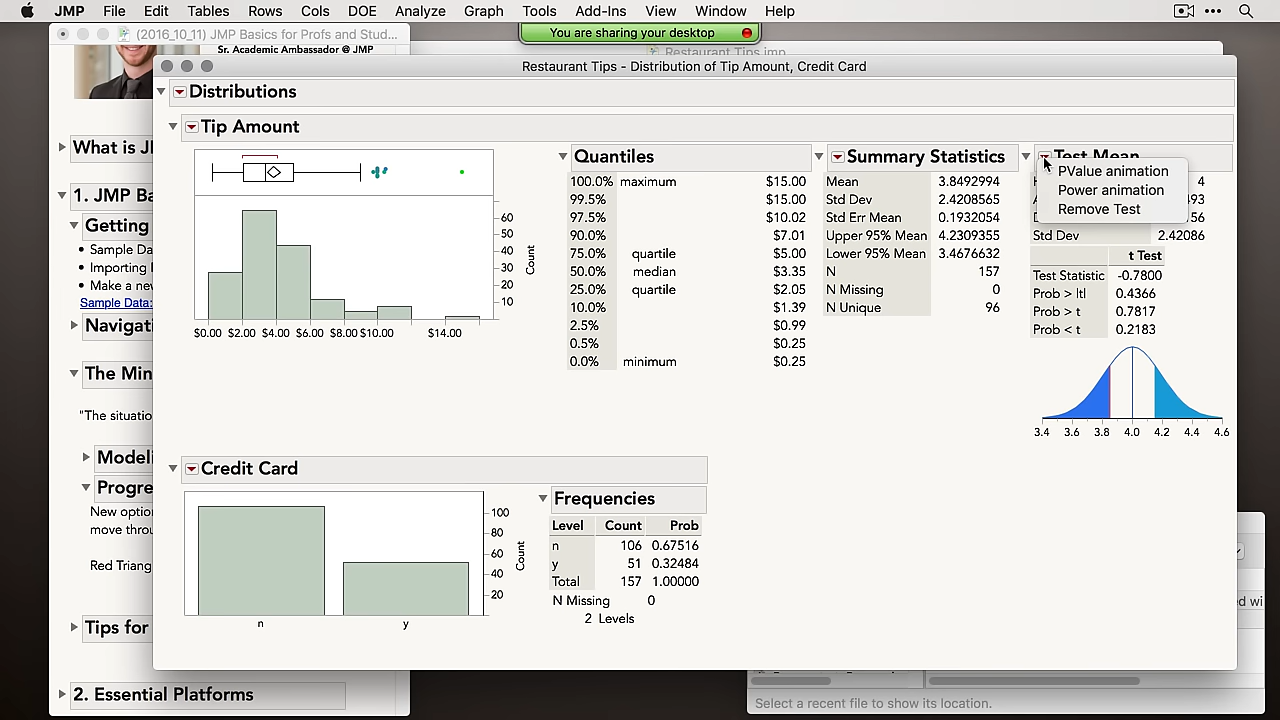 JMP File Edit Tables Rows Cols DOE Analyze Graph Tools Add-Ins View Window Help
(2016_10_11) JMP Basics for Profs and Stud...
You are sharing your desktop
Sr. Academic Ambassador @ JMP
Restaurant Tips.jmp
Restaurant Tips - Distribution of Tip Amount, Credit Card
Distributions
Tip Amount
60
50
40
30
20
10
Count
$0.00 $2.00 $4.00 $6.00 $8.00 $10.00 $14.00
Quantiles
100.0% maximum $15.00
99.5% $15.00
97.5% $10.02
90.0% $7.01
75.0% quartile $5.00
50.0% median $3.35
25.0% quartile $2.05
10.0% $1.39
2.5% $0.99
0.5% $0.25
0.0% minimum $0.25
Summary Statistics
Mean 3.8492994
Std Dev 2.4208565
Std Err Mean 0.1932054
Upper 95% Mean 4.2309355
Lower 95% Mean 3.4676632
N 157
N Missing 0
N Unique 96
Test Mean
4
PValue animation
Power animation
Remove Test
Std Dev 2.42086
t Test
Test Statistic -0.7800
Prob > |t| 0.4366
Prob > t 0.7817
Prob < t 0.2183
3.4 3.6 3.8 4.0 4.2 4.4 4.6
Credit Card
100
80
60
40
20
Count
n y
Frequencies
Level Count Prob
n 106 0.67516
y 51 0.32484
Total 157 1.00000
N Missing 0
2 Levels
What is J
1. JMP Ba
Getting
• Sample Da
• Importing
• Make a nev
Sample Data:
Navigat
The Min
"The situatio
Modeli
Progre
New option
move throu
Red Triang
Tips for
2. Essential Platforms
ed wi
Select a recent file to show its location.